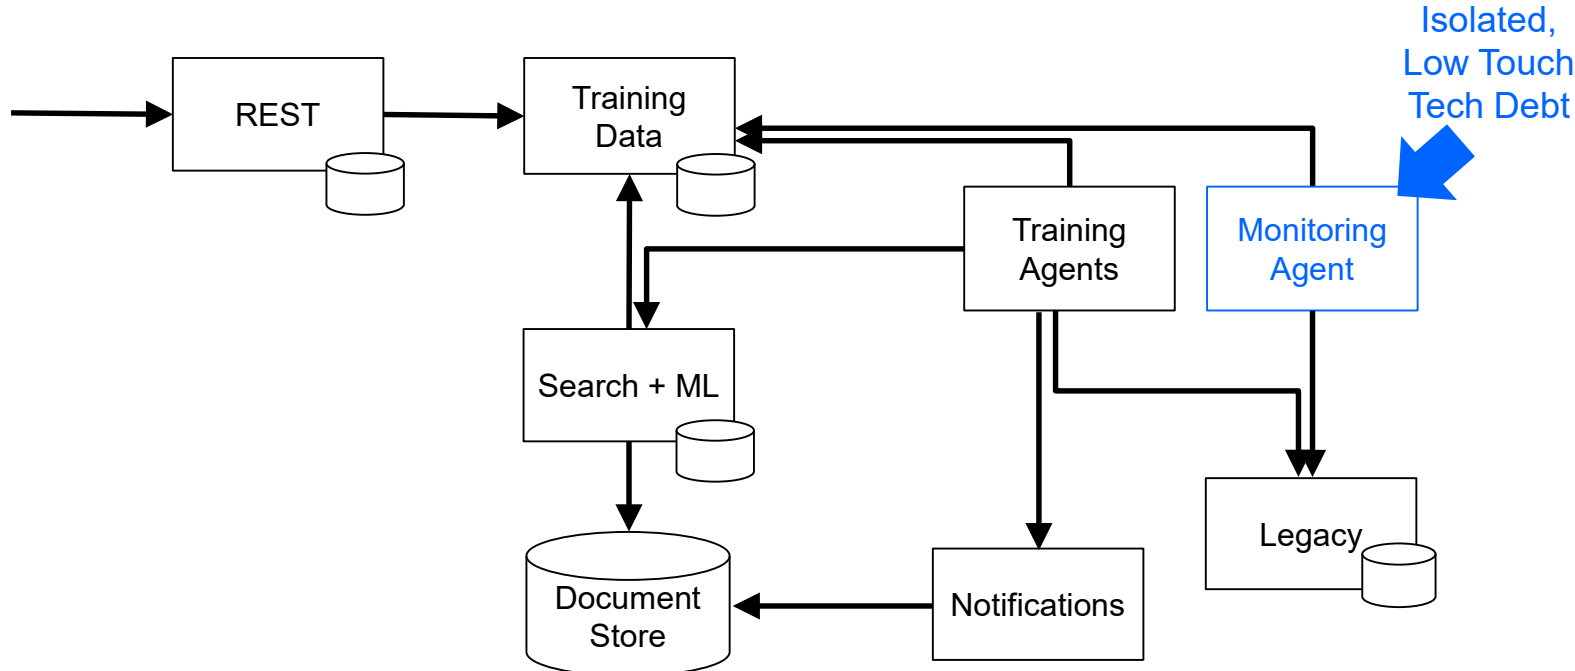 Isolated,
Low Touch
Tech Debt
REST
Training
Data
Training
Agents
Monitoring
Agent
Search + ML
Legacy
Document
Store
Notifications